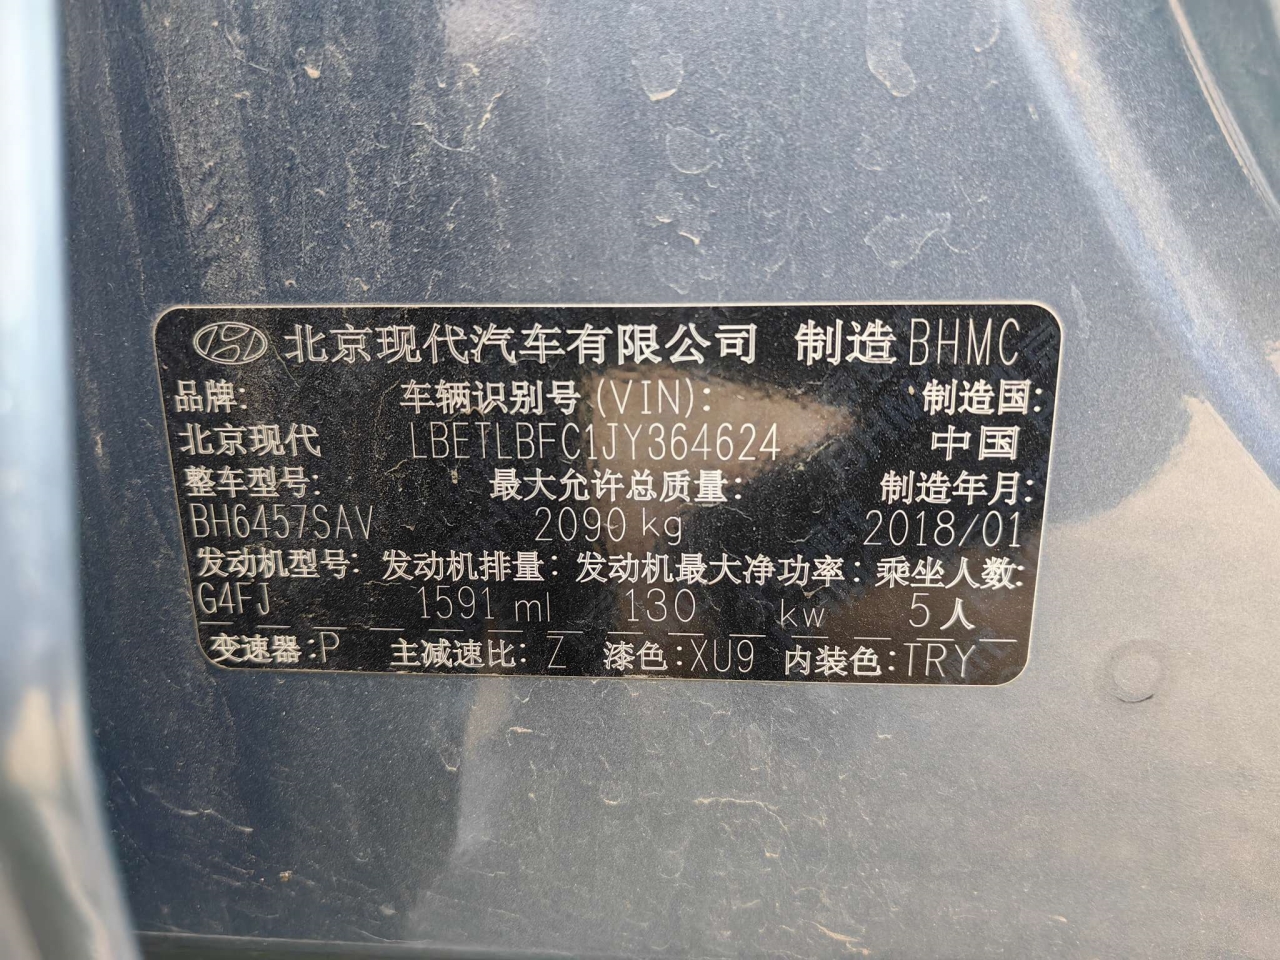 北京现代汽车有限公司 制造 BHMC
品牌: 车辆识别号(VIN): 制造国:
北京现代 LBETLBFC1JY364624 中国
整车型号: 最大允许总质量: 制造年月:
BH6457SAV 2090 kg 2018/01
发动机型号: 发动机排量: 发动机最大净功率: 乘坐人数:
G4FJ 1591 ml 130 kw 5人
变速器:P 主减速比: Z 漆色:XU9 内装色:TRY